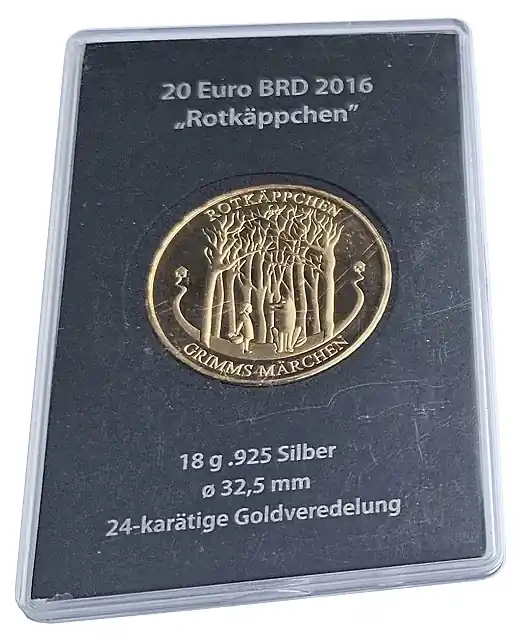 20 Euro BRD 2016
„Rotkäppchen”
ROTKÄPPCHEN
GRIMMS MÄRCHEN
18 g .925 Silber
ø 32,5 mm
24-karätige Goldveredelung